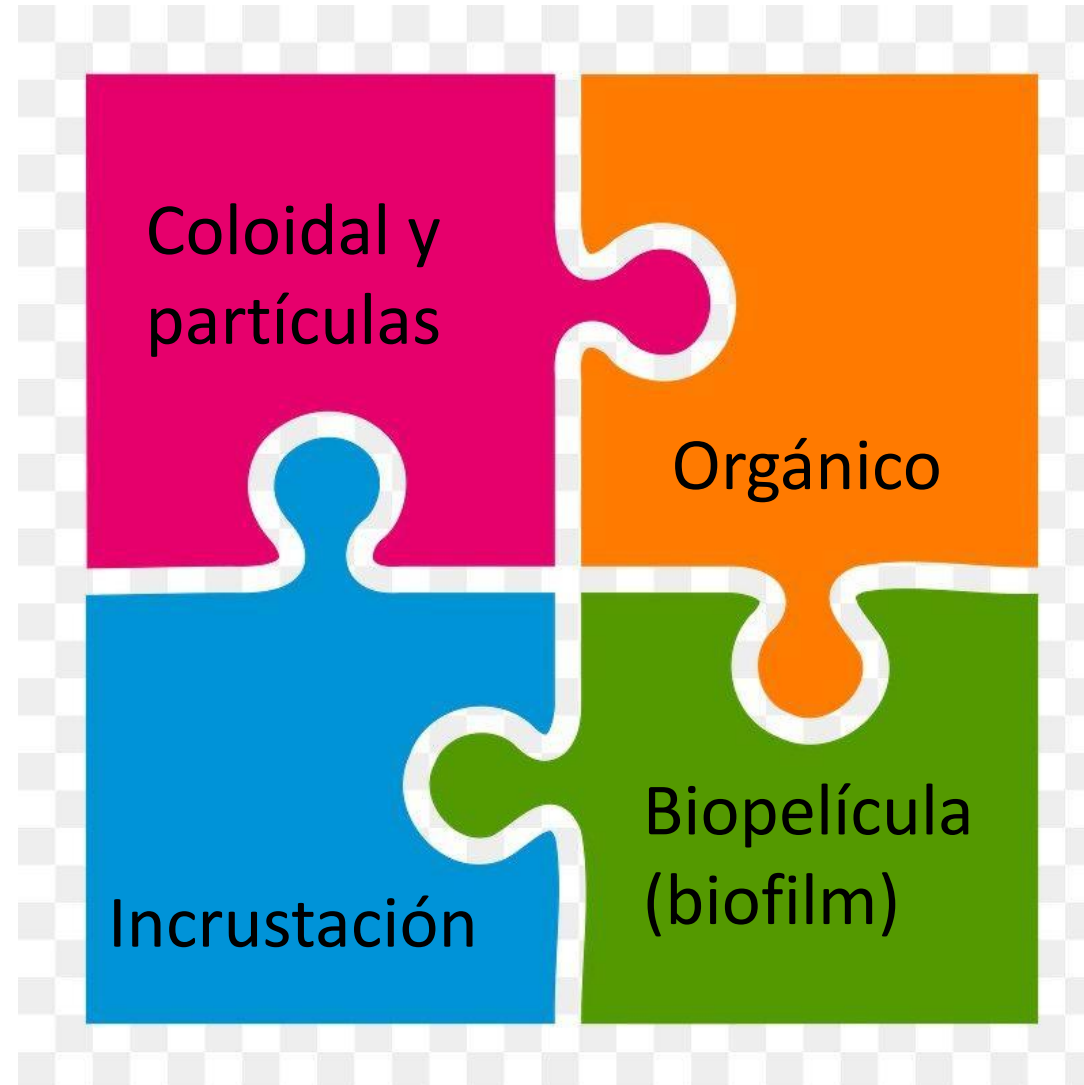 Coloidal y
partículas
Orgánico
Biopelícula
(biofilm)
Incrustación